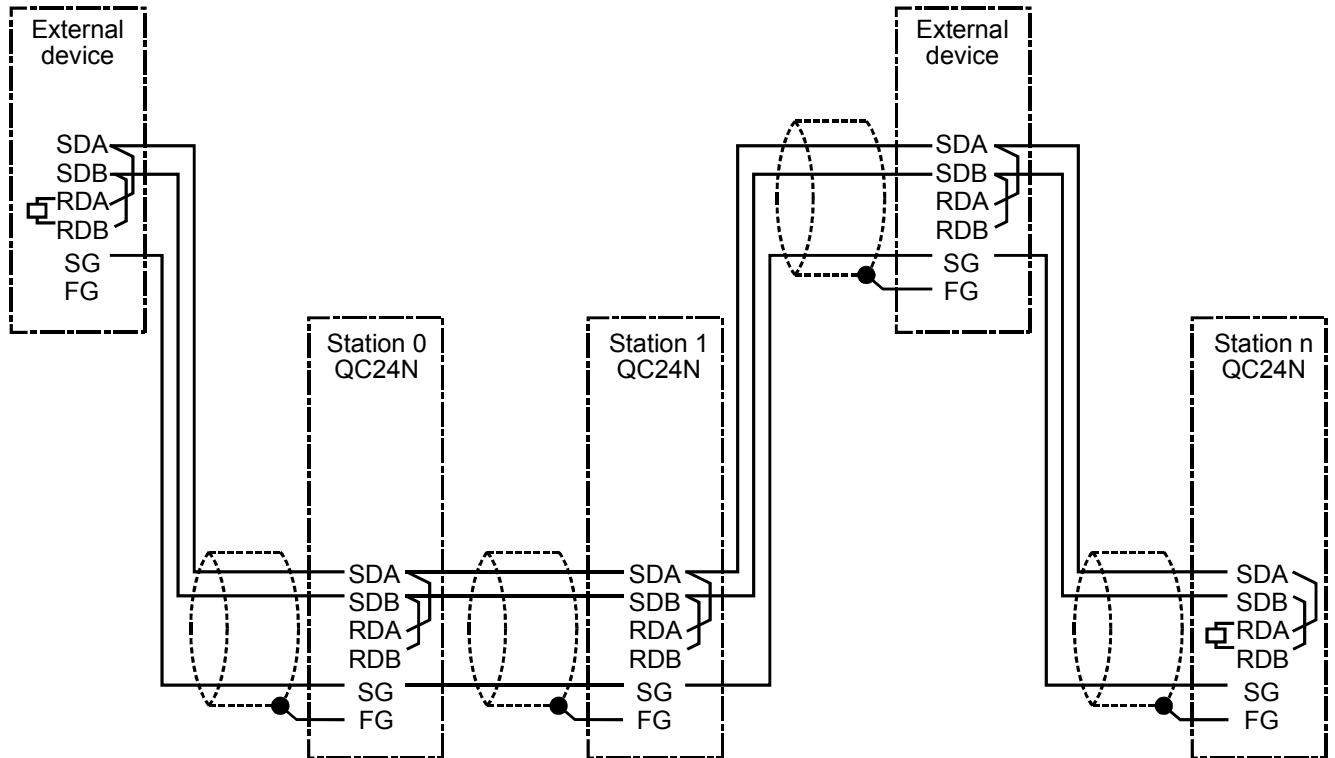 External
device
SDA
SDB
RDA
RDB
SG
FG
External
device
SDA
SDB
RDA
RDB
SG
FG
Station 0
QC24N
SDA
SDB
RDA
RDB
SG
FG
Station 1
QC24N
SDA
SDB
RDA
RDB
SG
FG
Station n
QC24N
SDA
SDB
RDA
RDB
SG
FG